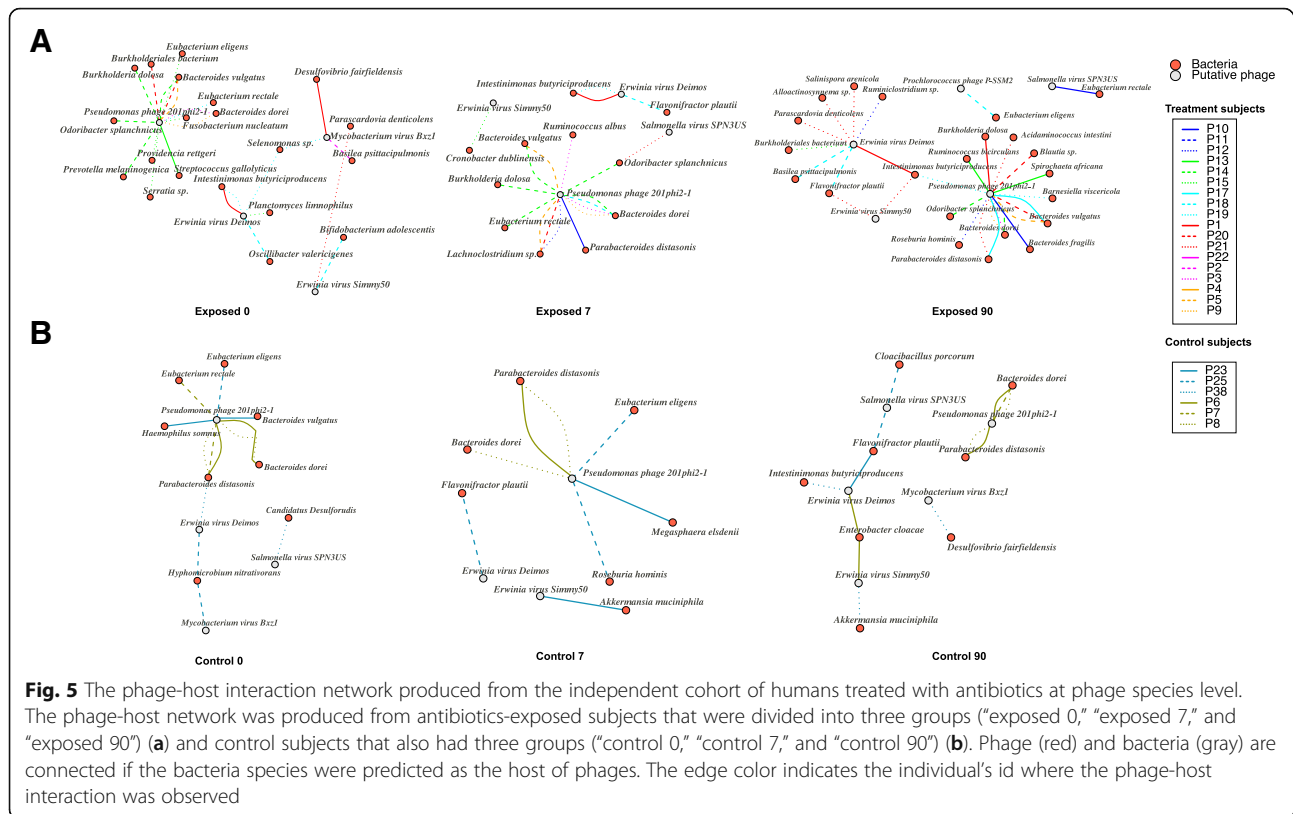 A
Eubacterium eligens
Burkholderiales bacterium
Burkholderia dolosa
Bacteroides vulgatus
Eubacterium rectale
Pseudomonas phage 201phi2-1
Bacteroides dorei
Odoribacter splanchnicus
Fusobacterium nucleatum
Providencia rettgeri
Prevotella melaninogenica
Streptococcus gallolyticus
Serratia sp.
Desulfovibrio fairfieldensis
Parascardovia denticolens
Mycobacterium virus Bxz1
Selenomonas sp.
Basilea psittacipulmonis
Intestinimonas butyriciproducens
Planctomyces limnophilus
Erwinia virus Deimos
Bifidobacterium adolescentis
Oscillibacter valericigenes
Erwinia virus Simmy50
Exposed 0
Intestinimonas butyriciproducens
Erwinia virus Deimos
Erwinia virus Simmy50
Flavonifractor plautii
Ruminococcus albus
Salmonella virus SPN3US
Bacteroides vulgatus
Cronobacter dublinensis
Odoribacter splanchnicus
Burkholderia dolosa
Pseudomonas phage 201phi2-1
Eubacterium rectale
Bacteroides dorei
Lachnoclostridium sp.
Parabacteroides distasonis
Exposed 7
Salinispora arenicola
Prochlorococcus phage P-SSM2
Salmonella virus SPN3US
Alloactinosynnema sp.
Ruminiclostridium sp.
Eubacterium rectale
Parascardovia denticolens
Eubacterium eligens
Burkholderia dolosa
Acidaminococcus intestini
Burkholderiales bacterium
Erwinia virus Deimos
Ruminococcus bicirculans
Blautia sp.
Intestinimonas butyriciproducens
Spirochaeta africana
Basilea psittacipulmonis
Flavonifractor plautii
Pseudomonas phage 201phi2-1
Barnesiella viscericola
Erwinia virus Simmy50
Odoribacter splanchnicus
Bacteroides vulgatus
Bacteroides dorei
Roseburia hominis
Bacteroides fragilis
Parabacteroides distasonis
Exposed 90
Bacteria
Putative phage
Treatment subjects
P10
P11
P12
P13
P14
P15
P17
P18
P19
P1
P20
P21
P22
P2
P3
P4
P5
P9
Control subjects
P23
P25
P38
P6
P7
P8
B
Eubacterium eligens
Eubacterium rectale
Pseudomonas phage 201phi2-1
Bacteroides vulgatus
Haemophilus somnus
Bacteroides dorei
Parabacteroides distasonis
Erwinia virus Deimos
Candidatus Desulforudis
Salmonella virus SPN3US
Hyphomicrobium nitrativorans
Mycobacterium virus Bxz1
Control 0
Parabacteroides distasonis
Eubacterium eligens
Bacteroides dorei
Pseudomonas phage 201phi2-1
Flavonifractor plautii
Megasphaera elsdenii
Erwinia virus Deimos
Roseburia hominis
Erwinia virus Simmy50
Akkermansia muciniphila
Control 7
Cloacibacillus porcorum
Bacteroides dorei
Salmonella virus SPN3US
Pseudomonas phage 201phi2-1
Flavonifractor plautii
Parabacteroides distasonis
Intestinimonas butyriciproducens
Erwinia virus Deimos
Mycobacterium virus Bxz1
Enterobacter cloacae
Desulfovibrio fairfieldensis
Erwinia virus Simmy50
Akkermansia muciniphila
Control 90
Fig. 5 The phage-host interaction network produced from the independent cohort of humans treated with antibiotics at phage species level.
The phage-host network was produced from antibiotics-exposed subjects that were divided into three groups (“exposed 0,” “exposed 7,” and
“exposed 90”) (a) and control subjects that also had three groups (“control 0,” “control 7,” and “control 90”) (b). Phage (red) and bacteria (gray) are
connected if the bacteria species were predicted as the host of phages. The edge color indicates the individual’s id where the phage-host
interaction was observed